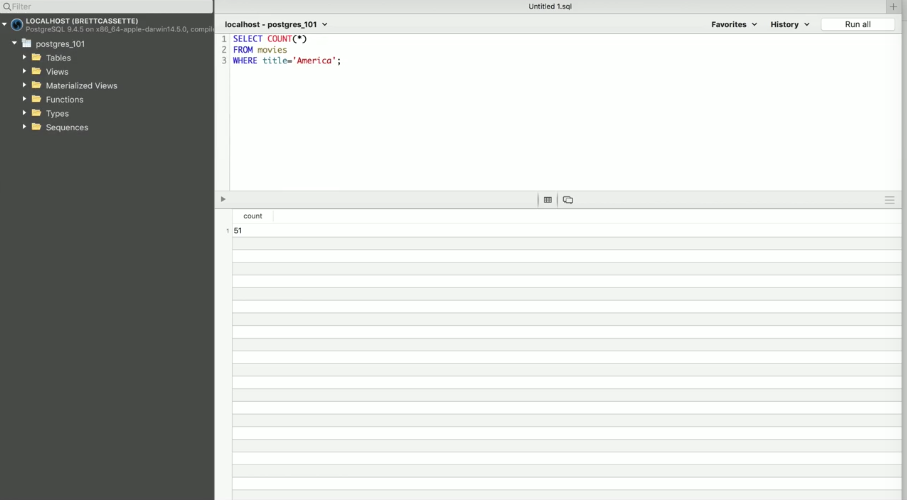 Filter
LOCALHOST (BRETTCASSETTE)
PostgreSQL 9.4.5 on x86_64-apple-darwin14.5.0, compile
postgres_101
Tables
Views
Materialized Views
Functions
Types
Sequences
Untitled 1.sql
localhost - postgres_101
Favorites
History
Run all
1 SELECT COUNT(*)
2 FROM movies
3 WHERE title='America';
count
1 51